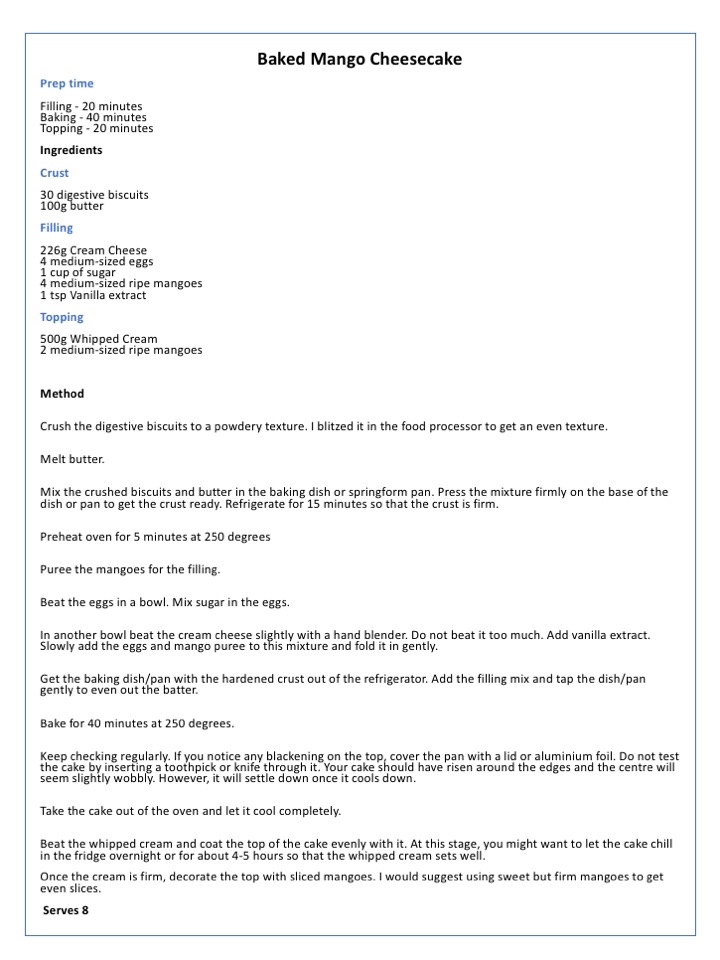 Baked Mango Cheesecake
Prep time
Filling - 20 minutes
Baking - 40 minutes
Topping - 20 minutes
Ingredients
Crust
30 digestive biscuits
100g butter
Filling
226g Cream Cheese
4 medium-sized eggs
1 cup of sugar
4 medium-sized ripe mangoes
1 tsp Vanilla extract
Topping
500g Whipped Cream
2 medium-sized ripe mangoes
Method
Crush the digestive biscuits to a powdery texture. I blitzed it in the food processor to get an even texture.
Melt butter.
Mix the crushed biscuits and butter in the baking dish or springform pan. Press the mixture firmly on the base of the
dish or pan to get the crust ready. Refrigerate for 15 minutes so that the crust is firm.
Preheat oven for 5 minutes at 250 degrees
Puree the mangoes for the filling.
Beat the eggs in a bowl. Mix sugar in the eggs.
In another bowl beat the cream cheese slightly with a hand blender. Do not beat it too much. Add vanilla extract.
Slowly add the eggs and mango puree to this mixture and fold it in gently.
Get the baking dish/pan with the hardened crust out of the refrigerator. Add the filling mix and tap the dish/pan
gently to even out the batter.
Bake for 40 minutes at 250 degrees.
Keep checking regularly. If you notice any blackening on the top, cover the pan with a lid or aluminium foil. Do not test
the cake by inserting a toothpick or knife through it. Your cake should have risen around the edges and the centre will
seem slightly wobbly. However, it will settle down once it cools down.
Take the cake out of the oven and let it cool completely.
Beat the whipped cream and coat the top of the cake evenly with it. At this stage, you might want to let the cake chill
in the fridge overnight or for about 4-5 hours so that the whipped cream sets well.
Once the cream is firm, decorate the top with sliced mangoes. I would suggest using sweet but firm mangoes to get
even slices.
Serves 8